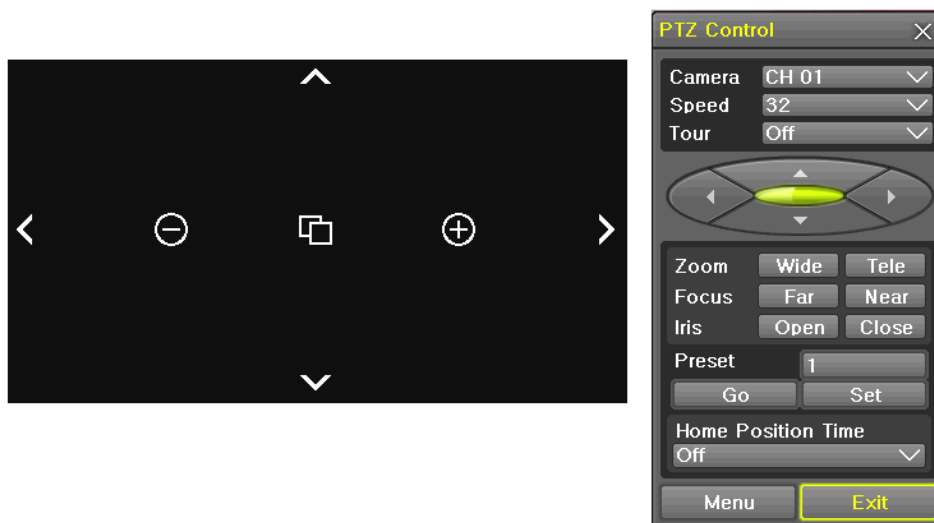 PTZ Control
Camera CH 01
Speed 32
Tour Off
Zoom Wide Tele
Focus Far Near
Iris Open Close
Preset 1
Go Set
Home Position Time
Off
Menu Exit